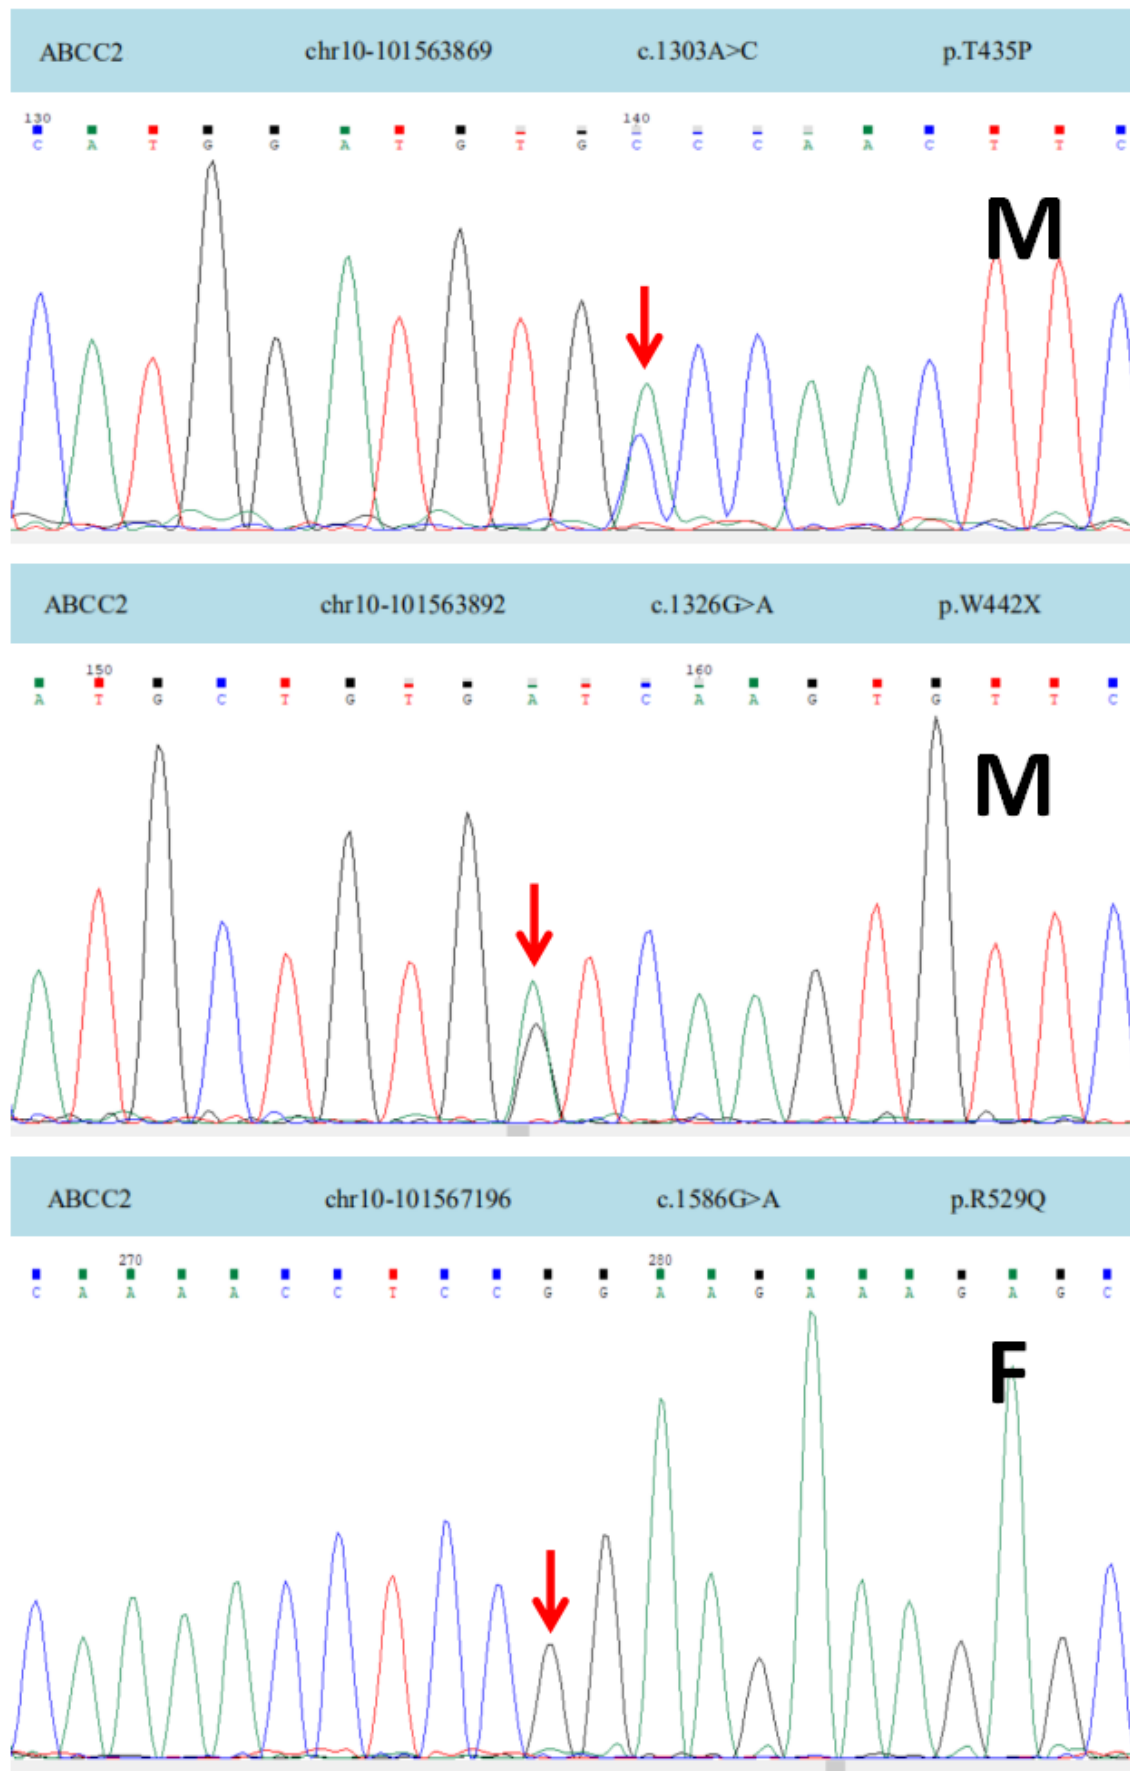 ABCC2 chr10-101563869 c.1303A>C p.T435P
130 140
C A T G G A T G T G C C C A A C T T C
M
ABCC2 chr10-101563892 c.1326G>A p.W442X
150 160
A T G C T G T G A T C A A G T G T T C
M
ABCC2 chr10-101567196 c.1586G>A p.R529Q
270 280
C A A A A C C T C C G G A A G A A A G A G C
F